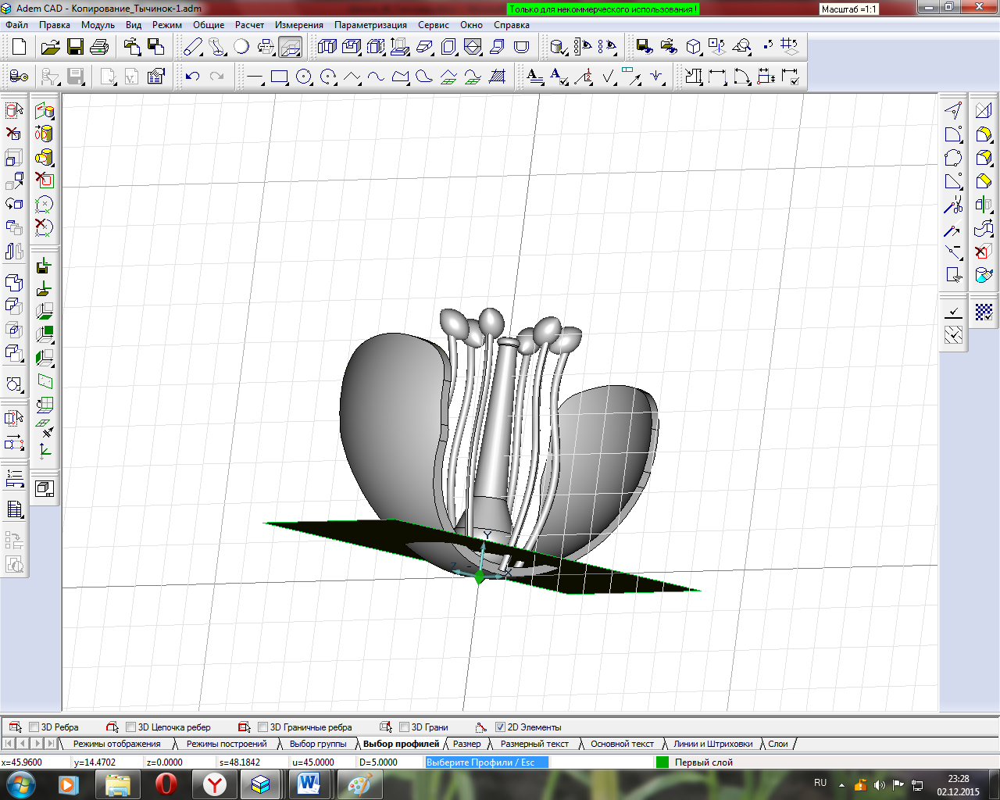 Adem CAD - Копирование_Тычинок-1.adm
Только для некоммерческого использования !
Масштаб =1:1
Файл Правка Модуль Вид Режим Общие Расчет Измерения Параметризация Сервис Окно Справка
Y
Z
X
3D Ребра 3D Цепочка ребер 3D Граничные ребра 3D Грани 2D Элементы
Режимы отображения Режимы построений Выбор группы Выбор профилей Размер Размерный текст Основной текст Линии и Штриховки Слои
x=45.9600 y=14.4702 z=0.0000 s=48.1842 u=45.0000 D=5.0000 Выберите Профили / Esc Первый слой
RU 23:28
02.12.2015